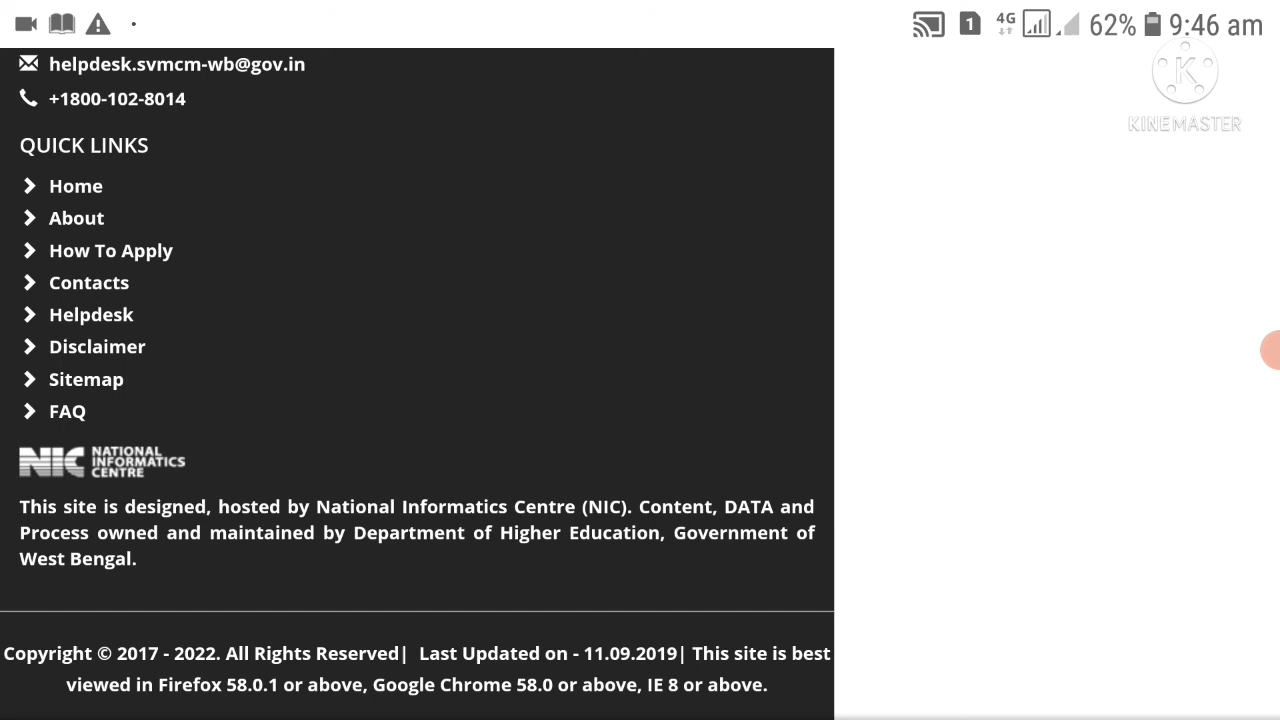 1 4G 62% 9:46 am
helpdesk.svmcm-wb@gov.in
+1800-102-8014
K
KINEMASTER
QUICK LINKS
Home
About
How To Apply
Contacts
Helpdesk
Disclaimer
Sitemap
FAQ
NIC NATIONAL
INFORMATICS
CENTRE
This site is designed, hosted by National Informatics Centre (NIC). Content, DATA and
Process owned and maintained by Department of Higher Education, Government of
West Bengal.
Copyright © 2017 - 2022. All Rights Reserved| Last Updated on - 11.09.2019| This site is best
viewed in Firefox 58.0.1 or above, Google Chrome 58.0 or above, IE 8 or above.